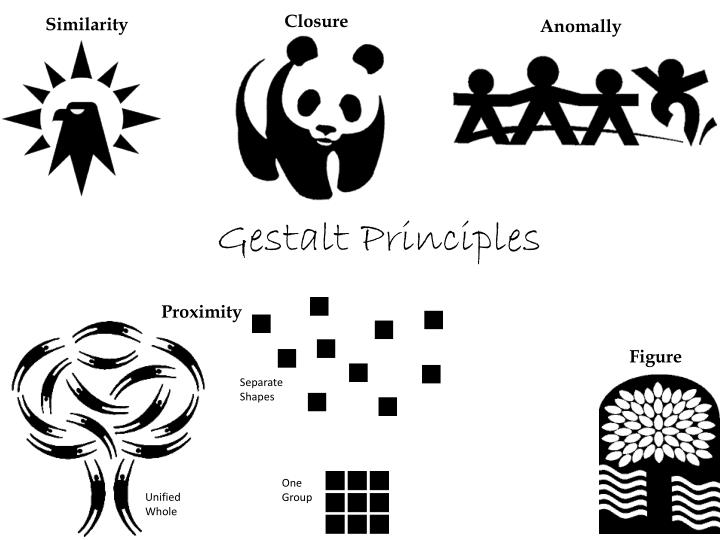 Similarity
Closure
Anomally
Gestalt Principles
Proximity
Separate
Shapes
Figure
One
Group
Unified
Whole